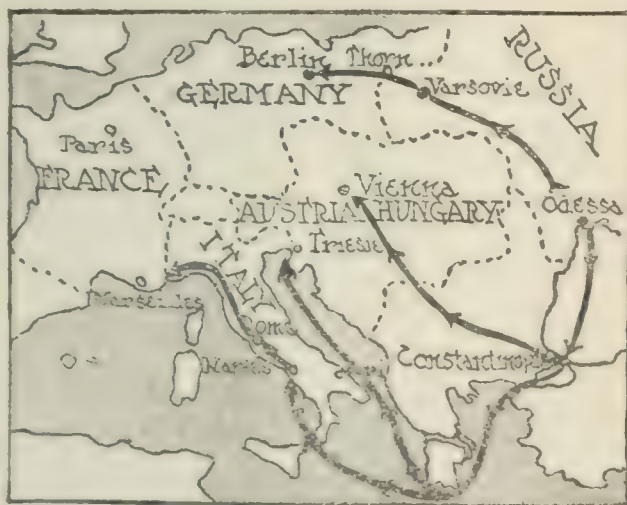 RUSSIA
Berlin Thorn
GERMANY
Varsovie
Paris
FRANCE
Vienna
AUSTRIA HUNGARY
Odessa
ITALY
Trieste
Marseilles
Rome
Naples
Constantinople